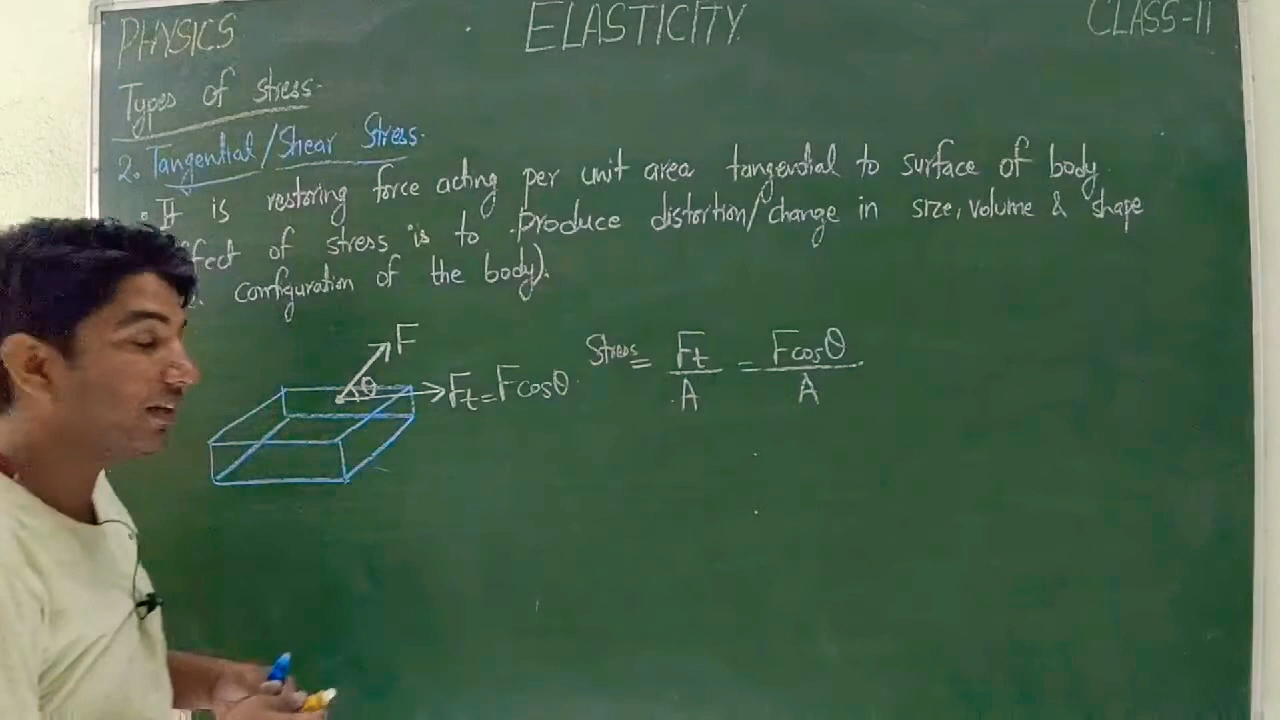 PHYSICS
ELASTICITY
CLASS-11
Types of stress.
2. Tangential/Shear Stress.
• It is restoring force acting per unit area tangential to surface of body.
of stress is to produce distortion/change in size, volume & shape
configuration of the body).
F
θ
Ft = F cosθ
Stress = Ft/A = Fcosθ/A